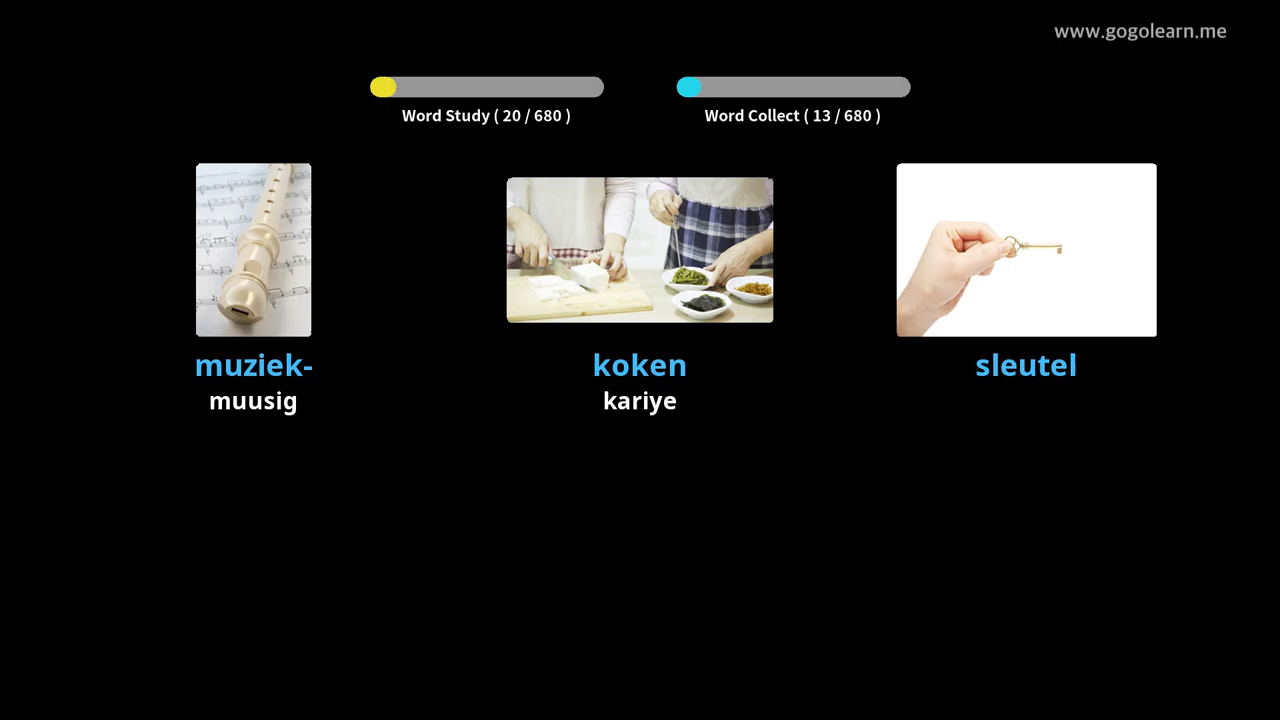 www.gogolearn.me
Word Study ( 20 / 680 )
Word Collect ( 13 / 680 )
muziek-
koken
sleutel
muusig
kariye